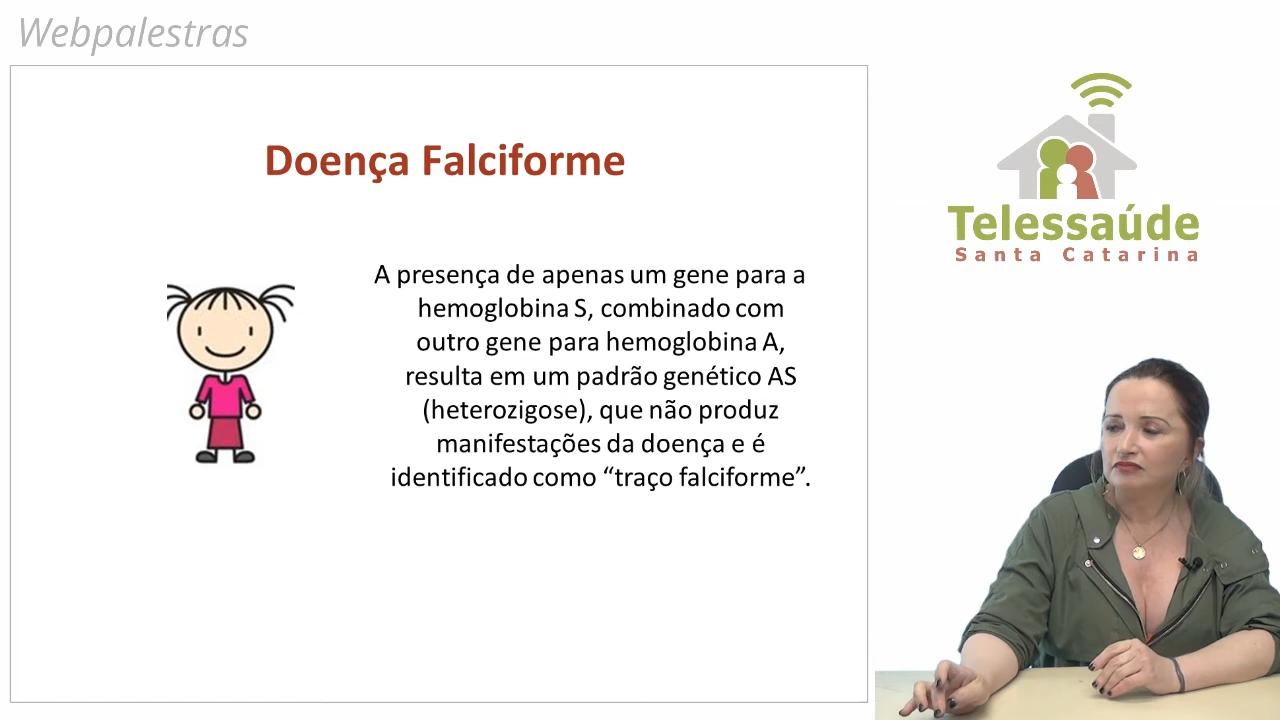 Webpalestras
Doença Falciforme
A presença de apenas um gene para a
hemoglobina S, combinado com
outro gene para hemoglobina A,
resulta em um padrão genético AS
(heterozigose), que não produz
manifestações da doença e é
identificado como “traço falciforme”.
Telessaúde
Santa Catarina